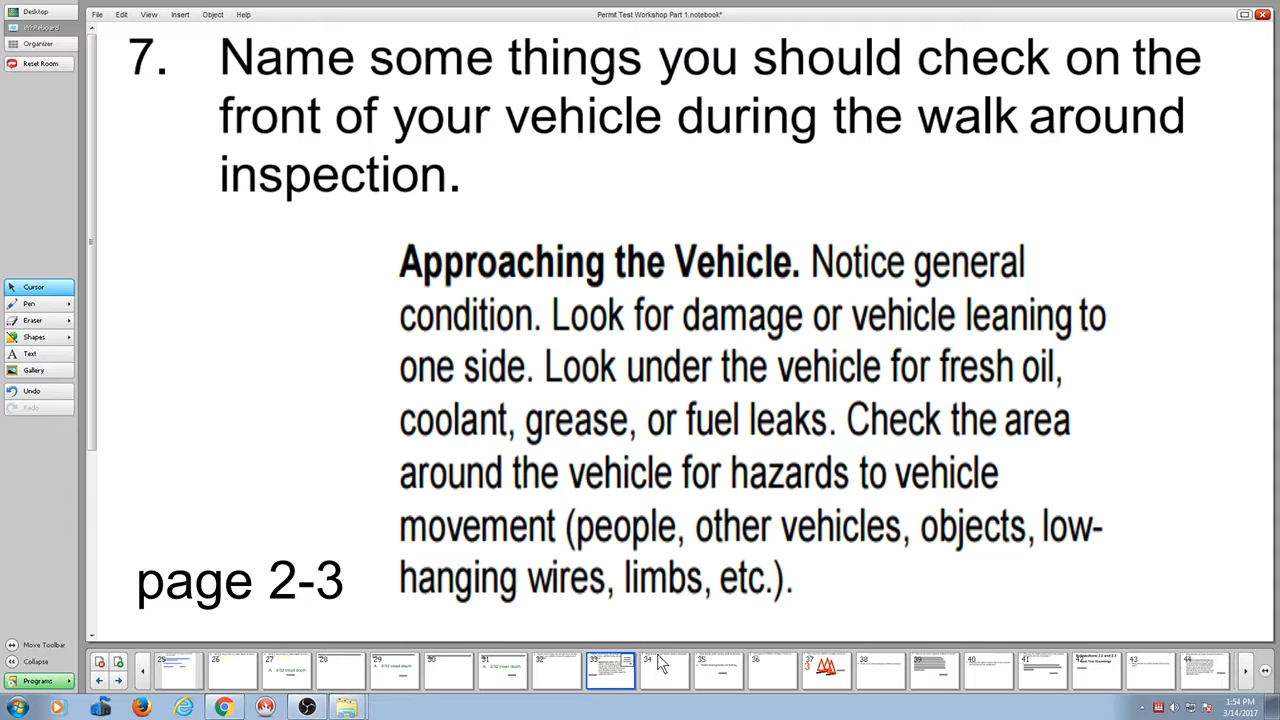 Desktop
File Edit View Insert Object Help
Permit Test Workshop Part 1.notebook*
Whiteboard
Organizer
Reset Room
7. Name some things you should check on the
front of your vehicle during the walk around
inspection.
Approaching the Vehicle. Notice general
condition. Look for damage or vehicle leaning to
one side. Look under the vehicle for fresh oil,
coolant, grease, or fuel leaks. Check the area
around the vehicle for hazards to vehicle
movement (people, other vehicles, objects, low-
hanging wires, limbs, etc.).
page 2-3
Cursor
Pen
Eraser
Shapes
Text
Gallery
Undo
Redo
Move Toolbar
Collapse
Programs
25 26 27 28 29 30 31 32 33 34 35 36 37 38 39 40 41 42 43 44
1:54 PM
3/14/2017